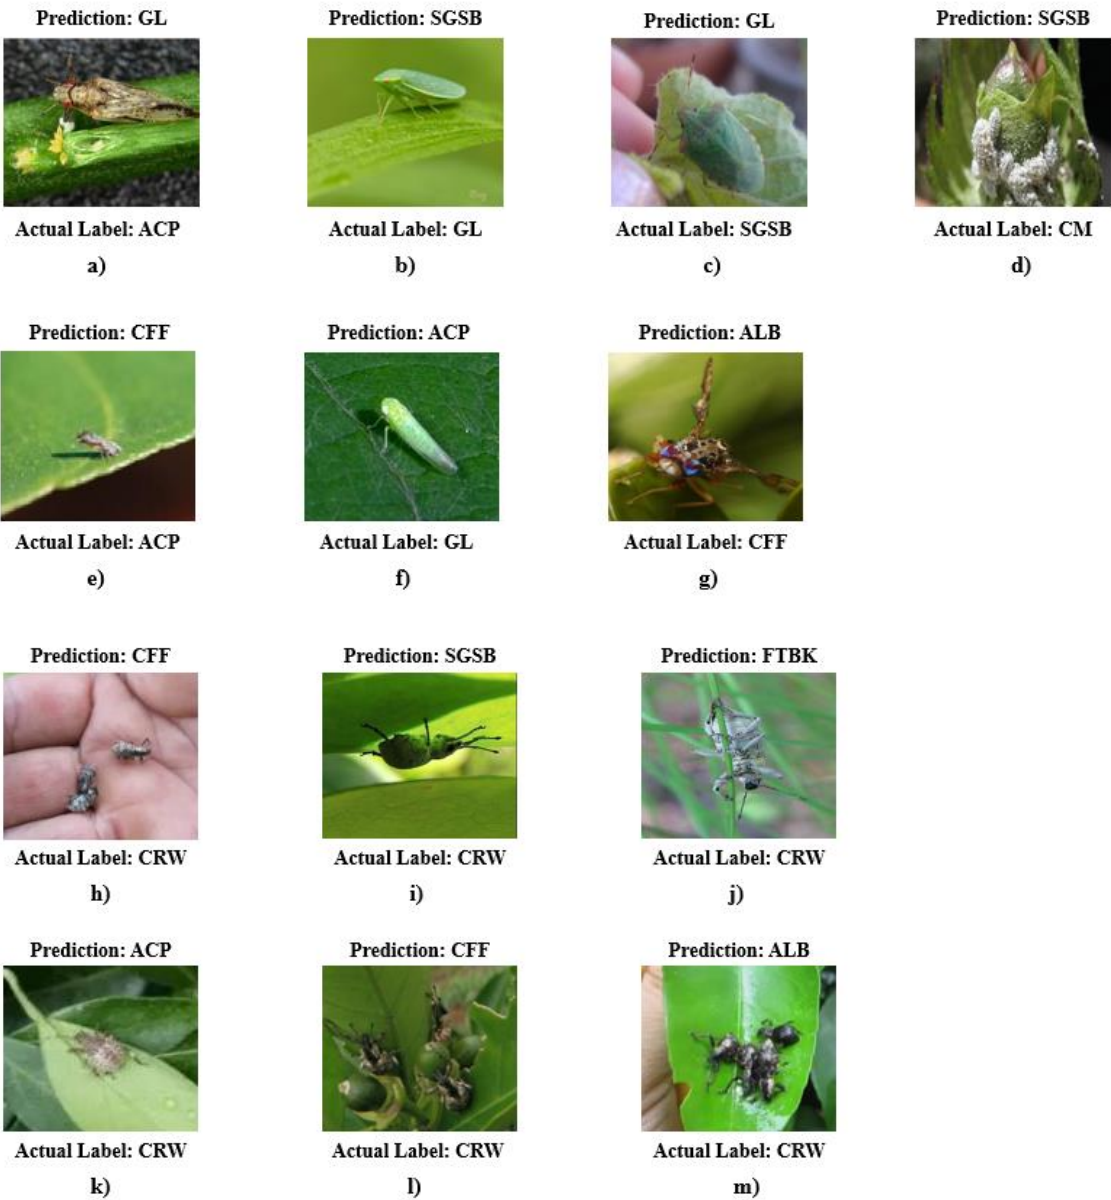 Prediction: GL
Prediction: SGSB
Prediction: GL
Prediction: SGSB
Actual Label: ACP
Actual Label: GL
Actual Label: SGSB
Actual Label: CM
a)
b)
c)
d)
Prediction: CFF
Prediction: ACP
Prediction: ALB
Actual Label: ACP
Actual Label: GL
Actual Label: CFF
e)
f)
g)
Prediction: CFF
Prediction: SGSB
Prediction: FTBK
Actual Label: CRW
Actual Label: CRW
Actual Label: CRW
h)
i)
j)
Prediction: ACP
Prediction: CFF
Prediction: ALB
Actual Label: CRW
Actual Label: CRW
Actual Label: CRW
k)
l)
m)